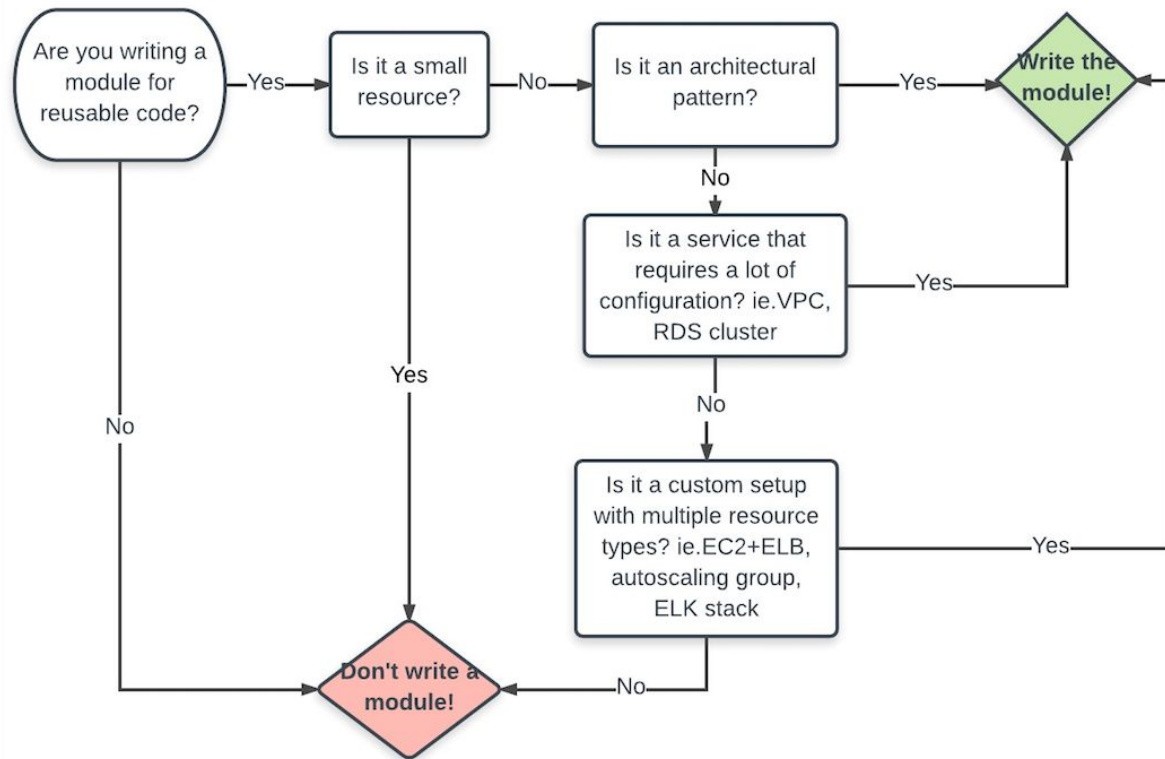 Are you writing a
module for
reusable code?
Yes
Is it a small
resource?
No
Is it an architectural
pattern?
Yes
Write the
module!
No
Is it a service that
requires a lot of
configuration? ie.VPC,
RDS cluster
Yes
Yes
No
No
Is it a custom setup
with multiple resource
types? ie.EC2+ELB,
autoscaling group,
ELK stack
Yes
Don't write a
module!
No